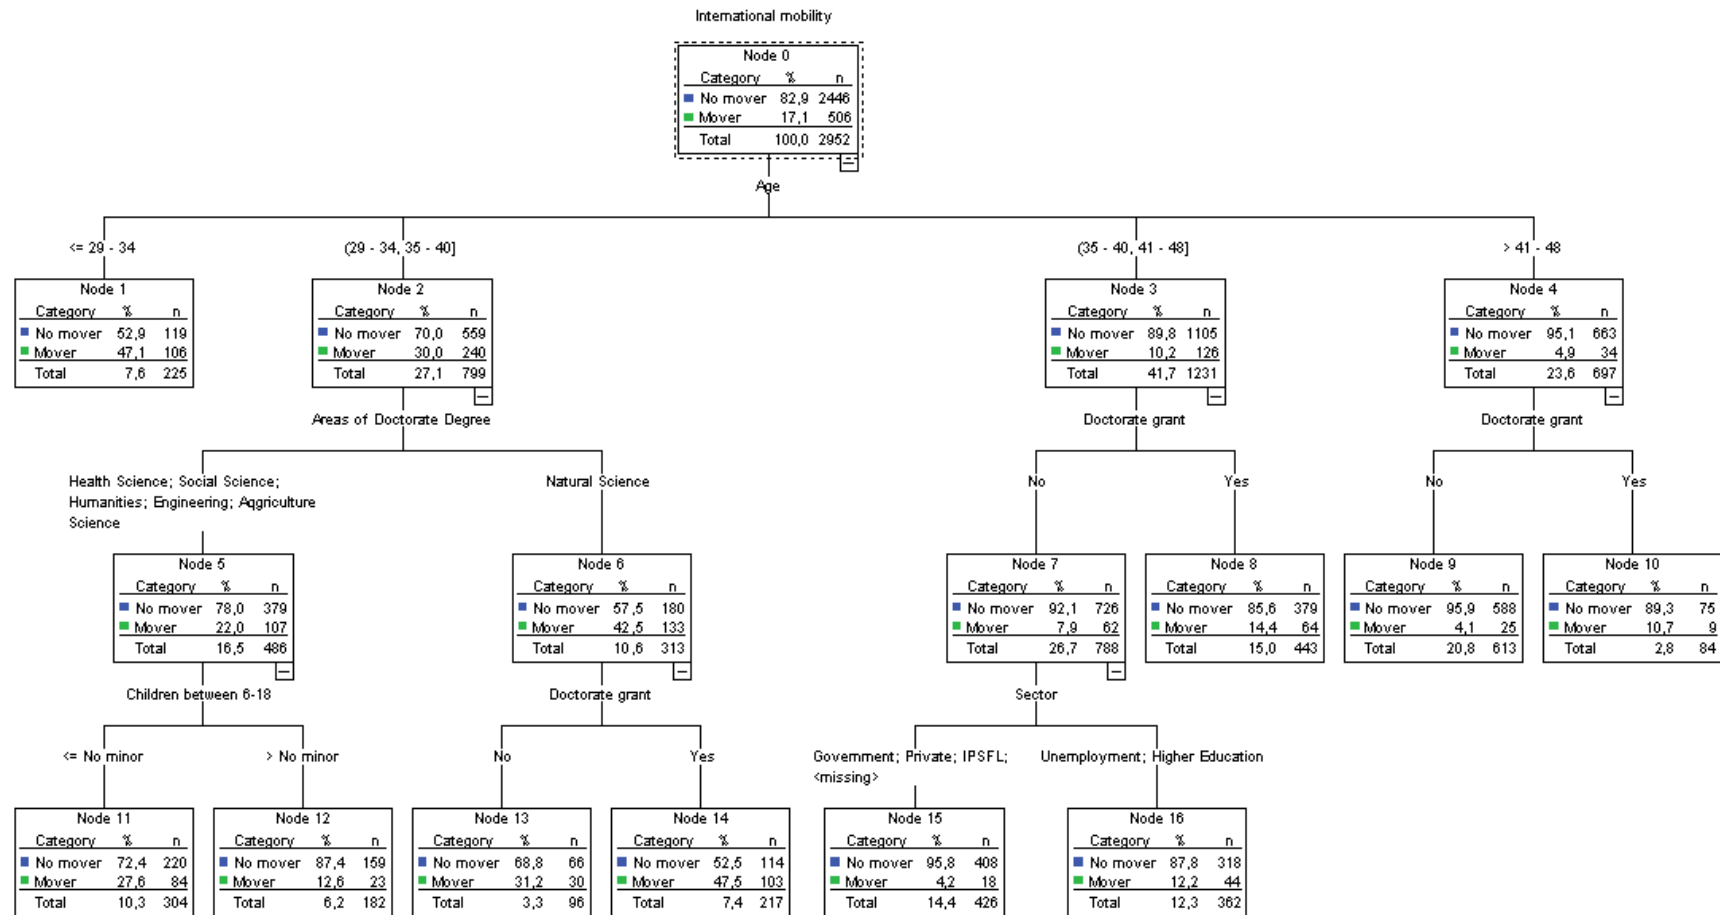 International mobility
Node 0
Category % n
No mover 82,9 2446
Mover 17,1 506
Total 100,0 2952
Age
<= 29 - 34
(29 - 34, 35 - 40]
(35 - 40, 41 - 48]
> 41 - 48
Node 1
Category % n
No mover 52,9 119
Mover 47,1 106
Total 7,6 225
Node 2
Category % n
No mover 70,0 559
Mover 30,0 240
Total 27,1 799
Node 3
Category % n
No mover 89,8 1105
Mover 10,2 126
Total 41,7 1231
Node 4
Category % n
No mover 95,1 663
Mover 4,9 34
Total 23,6 697
Areas of Doctorate Degree
Doctorate grant
Doctorate grant
Health Science; Social Science;
Humanities; Engineering; Aqgriculture
Science
Natural Science
No
Yes
No
Yes
Node 5
Category % n
No mover 78,0 379
Mover 22,0 107
Total 16,5 486
Node 6
Category % n
No mover 57,5 180
Mover 42,5 133
Total 10,6 313
Node 7
Category % n
No mover 92,1 726
Mover 7,9 62
Total 26,7 788
Node 8
Category % n
No mover 85,6 379
Mover 14,4 64
Total 15,0 443
Node 9
Category % n
No mover 95,9 588
Mover 4,1 25
Total 20,8 613
Node 10
Category % n
No mover 89,3 75
Mover 10,7 9
Total 2,8 84
Children between 6-18
Doctorate grant
Sector
<= No minor
> No minor
No
Yes
Government; Private; IPSFL;
<missing>
Unemployment; Higher Education
Node 11
Category % n
No mover 72,4 220
Mover 27,6 84
Total 10,3 304
Node 12
Category % n
No mover 87,4 159
Mover 12,6 23
Total 6,2 182
Node 13
Category % n
No mover 68,8 66
Mover 31,2 30
Total 3,3 96
Node 14
Category % n
No mover 52,5 114
Mover 47,5 103
Total 7,4 217
Node 15
Category % n
No mover 95,8 408
Mover 4,2 18
Total 14,4 426
Node 16
Category % n
No mover 87,8 318
Mover 12,2 44
Total 12,3 362